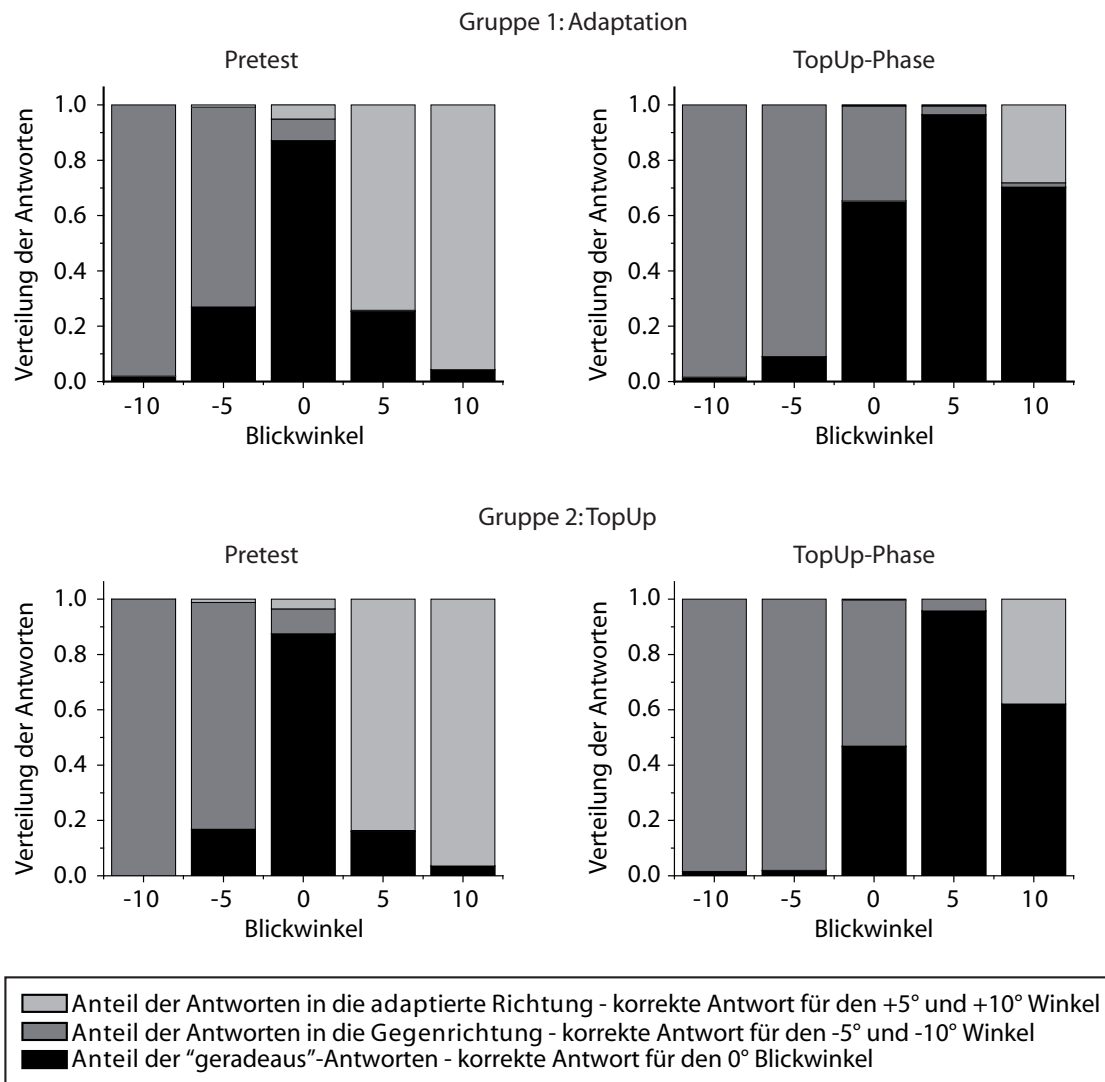 Gruppe 1: Adaptation
Pretest
TopUp-Phase
Verteilung der Antworten
1.0
0.8
0.6
0.4
0.2
0.0
-10 -5 0 5 10
Blickwinkel
Verteilung der Antworten
1.0
0.8
0.6
0.4
0.2
0.0
-10 -5 0 5 10
Blickwinkel
Gruppe 2: TopUp
Pretest
TopUp-Phase
Verteilung der Antworten
1.0
0.8
0.6
0.4
0.2
0.0
-10 -5 0 5 10
Blickwinkel
Verteilung der Antworten
1.0
0.8
0.6
0.4
0.2
0.0
-10 -5 0 5 10
Blickwinkel
Anteil der Antworten in die adaptierte Richtung - korrekte Antwort für den +5° und +10° Winkel
Anteil der Antworten in die Gegenrichtung - korrekte Antwort für den -5° und -10° Winkel
Anteil der "geradeaus"-Antworten - korrekte Antwort für den 0° Blickwinkel